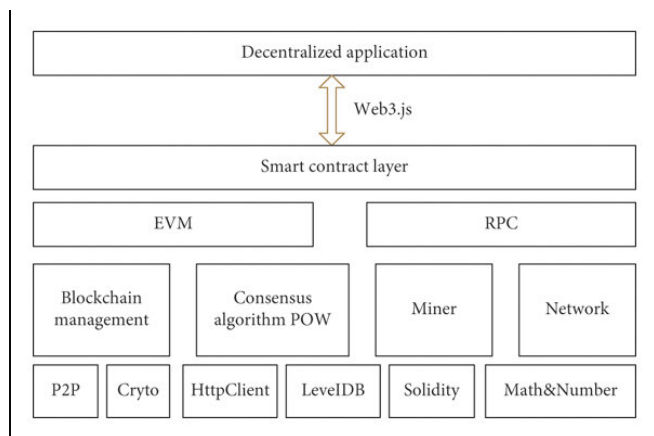 Decentralized application
Web3.js
Smart contract layer
EVM
RPC
Blockchain
management
Consensus
algorithm POW
Miner
Network
P2P
Cryto
HttpClient
LevelDB
Solidity
Math&Number